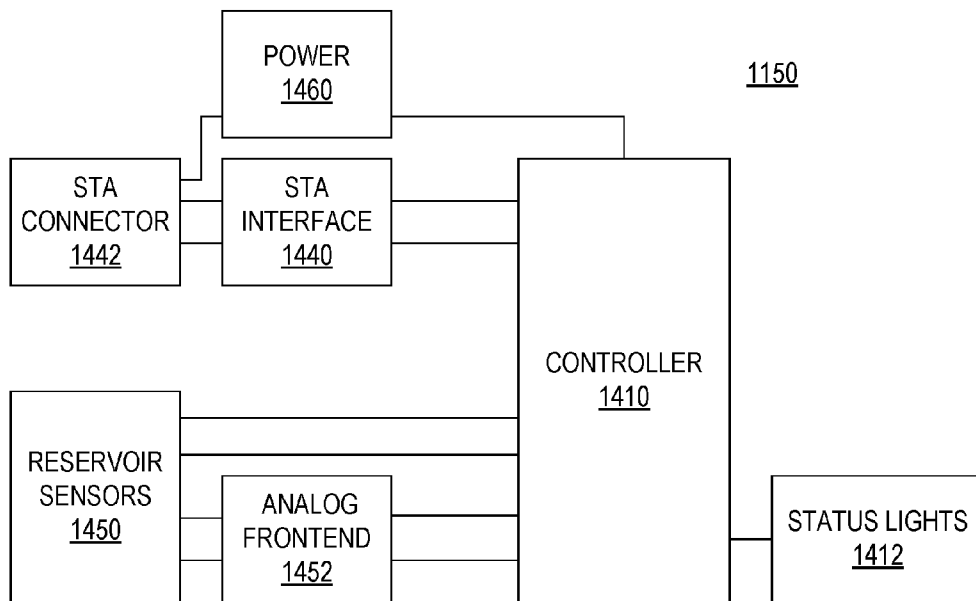 POWER
1460
1150
STA
CONNECTOR
1442
STA
INTERFACE
1440
CONTROLLER
1410
RESERVOIR
SENSORS
1450
ANALOG
FRONTEND
1452
STATUS LIGHTS
1412